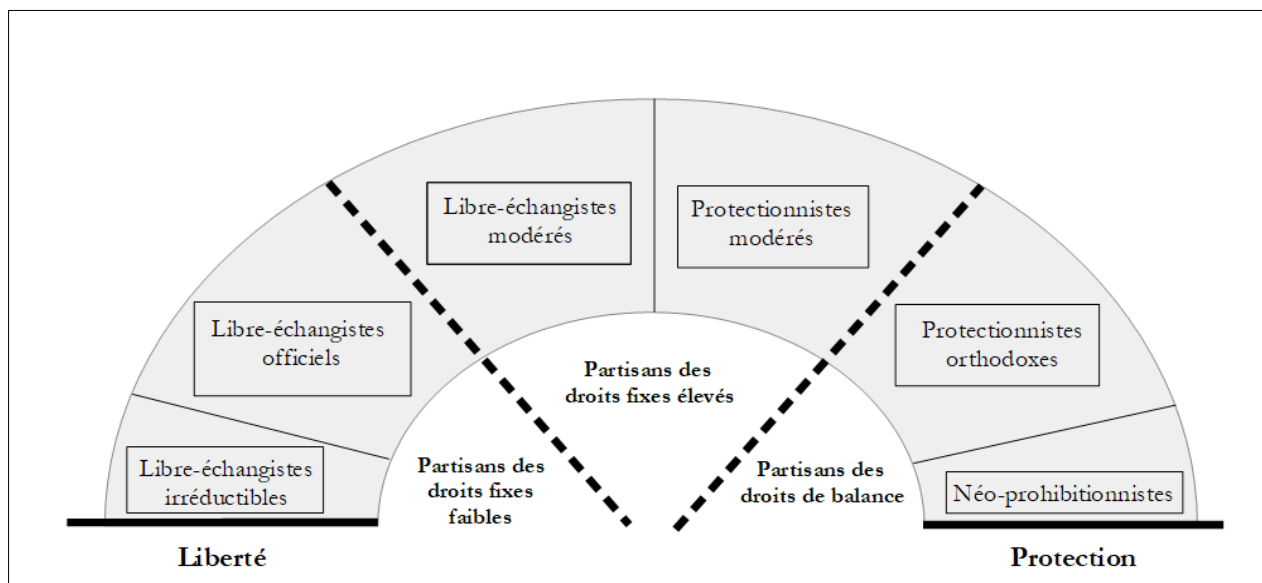 Libre-échangistes
modérés
Protectionnistes
modérés
Libre-échangistes
officiels
Protectionnistes
orthodoxes
Partisans des
droits fixes élevés
Libre-échangistes
irréductibles
Partisans des
droits fixes
faibles
Partisans des
droits de balance
Néo-prohibitionnistes
Liberté
Protection